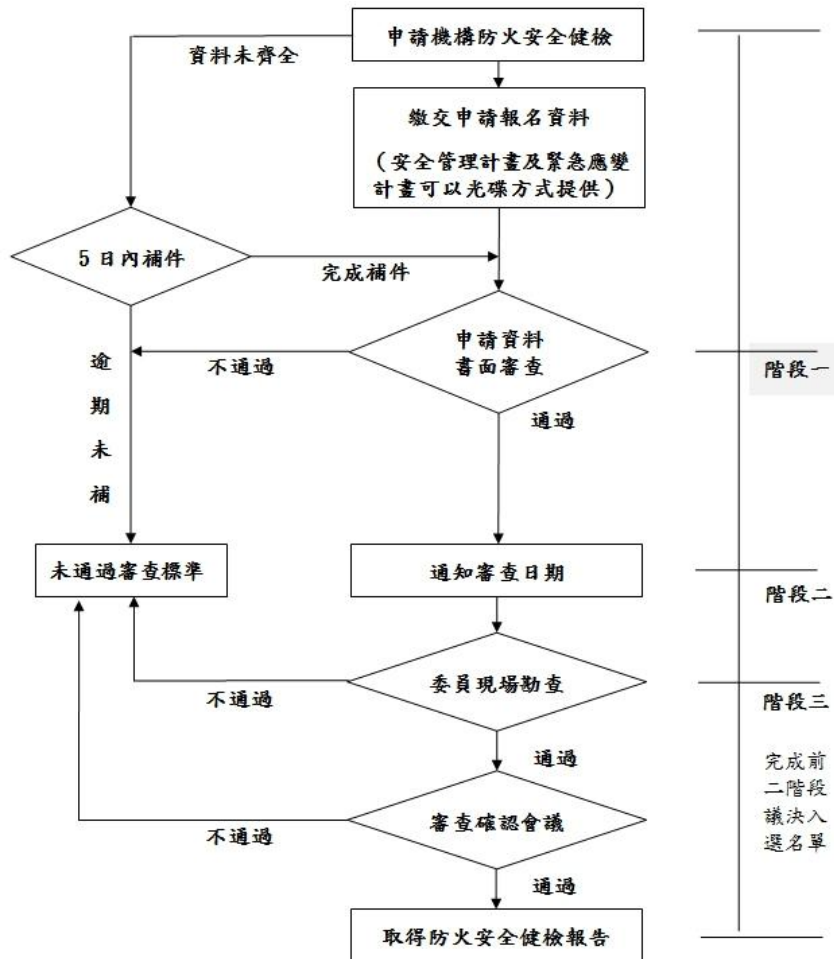 申請機構防火安全健檢
資料未齊全
繳交申請報名資料
（安全管理計畫及緊急應變
計畫可以光碟方式提供）
5 日內補件
完成補件
申請資料
書面審查
不通過
階段一
逾
期
未
補
通過
未通過審查標準
通知審查日期
階段二
委員現場勘查
不通過
階段三
通過
完成前
二階段
議決入
選名單
審查確認會議
不通過
通過
取得防火安全健檢報告